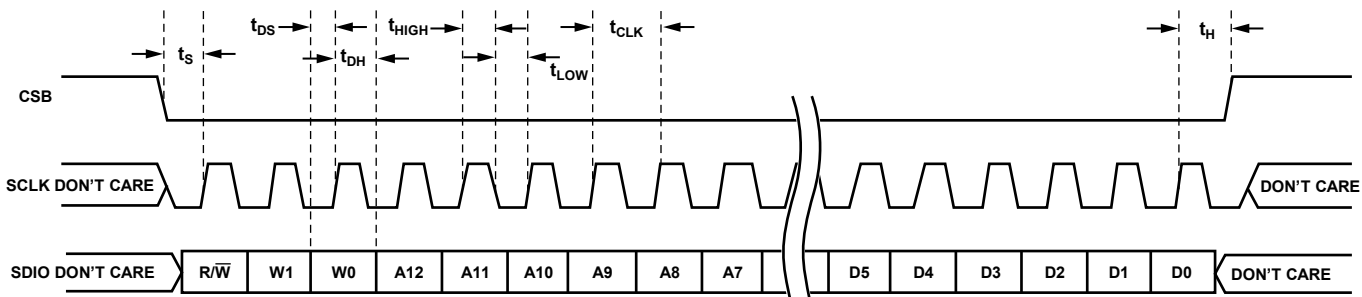 tDS
tHIGH
tCLK
tH
tS
tDH
tLOW
CSB
SCLK DON'T CARE
DON'T CARE
SDIO DON'T CARE
R/W̅
W1
W0
A12
A11
A10
A9
A8
A7
D5
D4
D3
D2
D1
D0
DON'T CARE